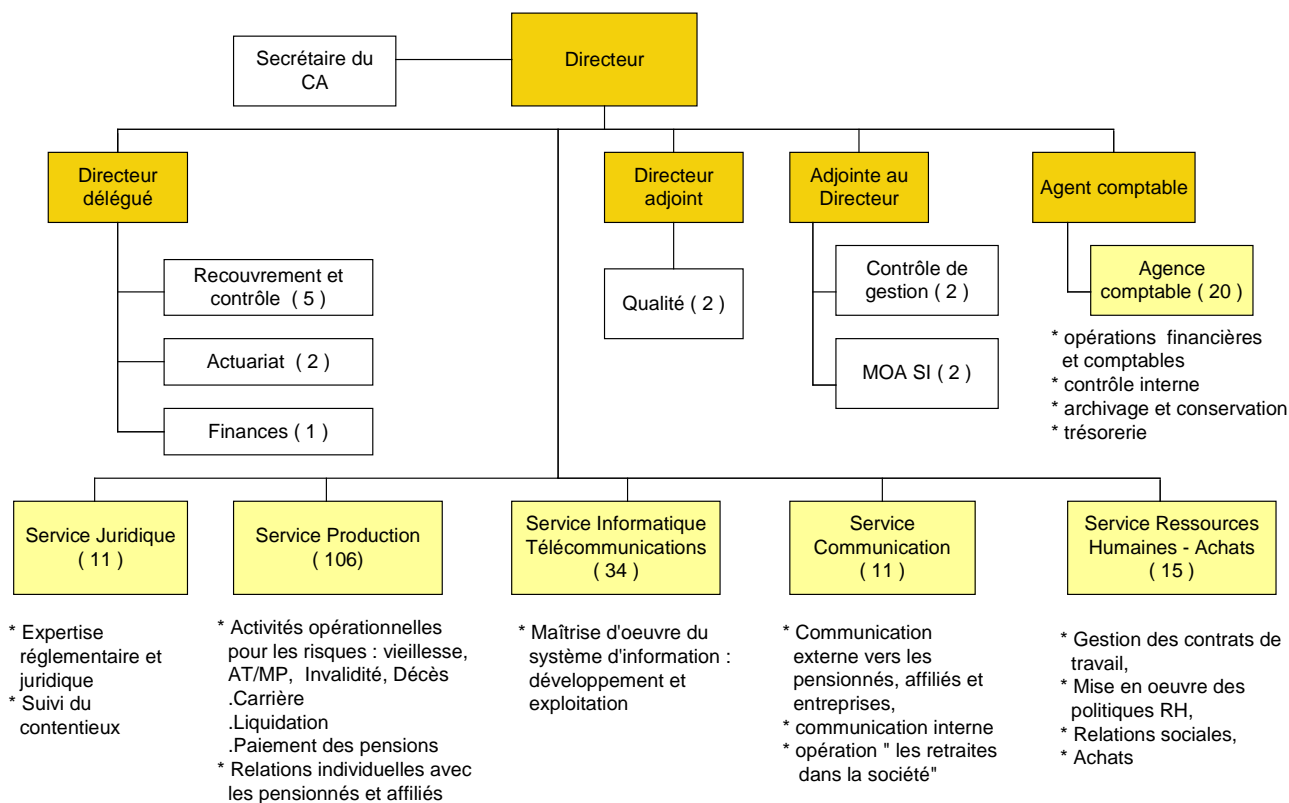 Secrétaire du
CA
Directeur
Directeur
délégué
Directeur
adjoint
Adjointe au
Directeur
Agent comptable
Recouvrement et
contrôle ( 5 )
Actuariat ( 2 )
Finances ( 1 )
Qualité ( 2 )
Contrôle de
gestion ( 2 )
MOA SI ( 2 )
Agence
comptable ( 20 )
* opérations financières
et comptables
* contrôle interne
* archivage et conservation
* trésorerie
Service Juridique
( 11 )
Service Production
( 106)
Service Informatique
Télécommunications
( 34 )
Service
Communication
( 11 )
Service Ressources
Humaines - Achats
( 15 )
* Expertise
réglementaire et
juridique
* Suivi du
contentieux
* Activités opérationnelles
pour les risques : vieillesse,
AT/MP, Invalidité, Décès
.Carrière
.Liquidation
.Paiement des pensions
* Relations individuelles avec
les pensionnés et affiliés
* Maîtrise d'oeuvre du
système d'information :
développement et
exploitation
* Communication
externe vers les
pensionnés, affiliés et
entreprises,
* communication interne
* opération " les retraites
dans la société"
* Gestion des contrats de
travail,
* Mise en oeuvre des
politiques RH,
* Relations sociales,
* Achats